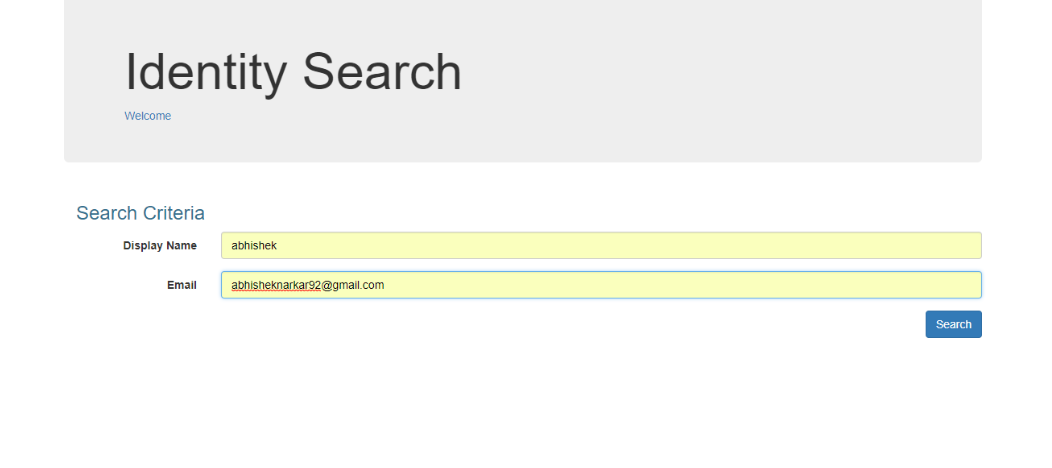 Identity Search
Welcome
Search Criteria
Display Name abhishek
Email abhisheknarkar92@gmail.com
Search